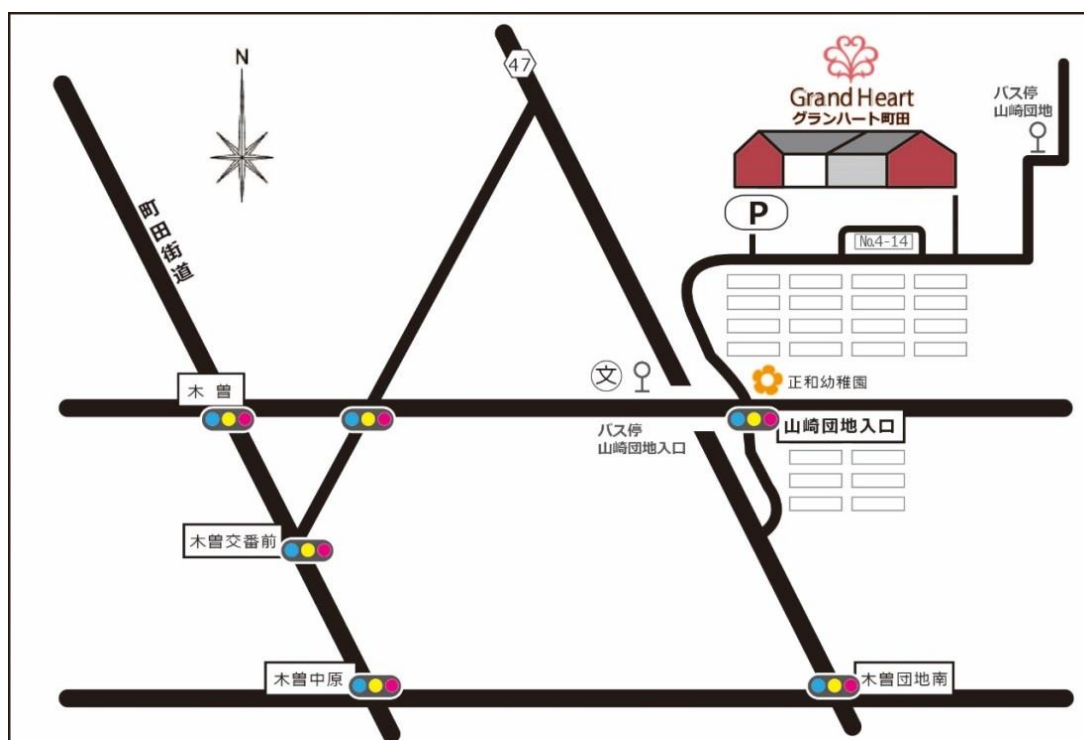 N
47
Grand Heart
グランハート町田
バス停
山崎団地
町田街道
P
No.4-14
木曽
文
正和幼稚園
バス停
山崎団地入口
山崎団地入口
木曽交番前
木曽中原
木曽団地南